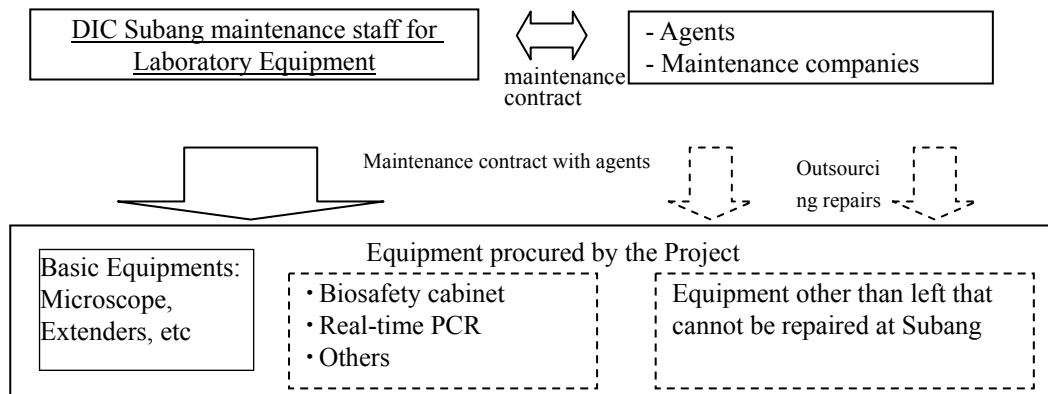 DIC Subang maintenance staff for
Laboratory Equipment
- Agents
- Maintenance companies
maintenance
contract
Maintenance contract with agents
Outsourci
ng repairs
Equipment procured by the Project
Basic Equipments:
Microscope,
Extenders, etc
・Biosafety cabinet
・Real-time PCR
・Others
Equipment other than left that
cannot be repaired at Subang